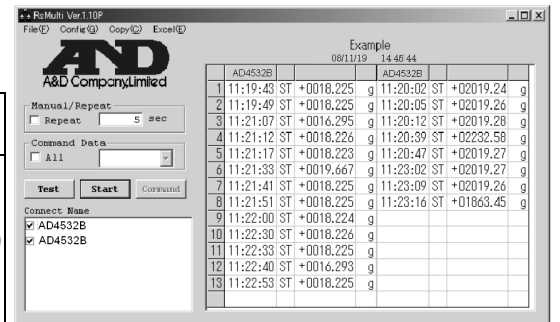 RsMulti Ver.1.10P
File(F) Config(G) Copy(C) Excel(E)
A&D Company,Limited
Manual/Repeat
Repeat 5 sec
Command Data
All
Test Start Command
Connect Name
AD4532B
AD4532B
Example
08/11/19 14:46:44
AD4532B AD4532B
1 11:19:43 ST +0018.225 g 11:20:02 ST +02019.24 g
2 11:19:49 ST +0018.225 g 11:20:05 ST +02019.26 g
3 11:21:07 ST +0016.295 g 11:20:12 ST +02019.28 g
4 11:21:12 ST +0018.226 g 11:20:39 ST +02232.58 g
5 11:21:17 ST +0018.223 g 11:20:47 ST +02019.27 g
6 11:21:33 ST +0019.667 g 11:23:02 ST +02019.27 g
7 11:21:41 ST +0018.225 g 11:23:09 ST +02019.26 g
8 11:21:51 ST +0018.225 g 11:23:16 ST +01863.45 g
9 11:22:00 ST +0018.224 g
10 11:22:30 ST +0018.226 g
11 11:22:33 ST +0018.225 g
12 11:22:40 ST +0016.293 g
13 11:22:53 ST +0018.225 g